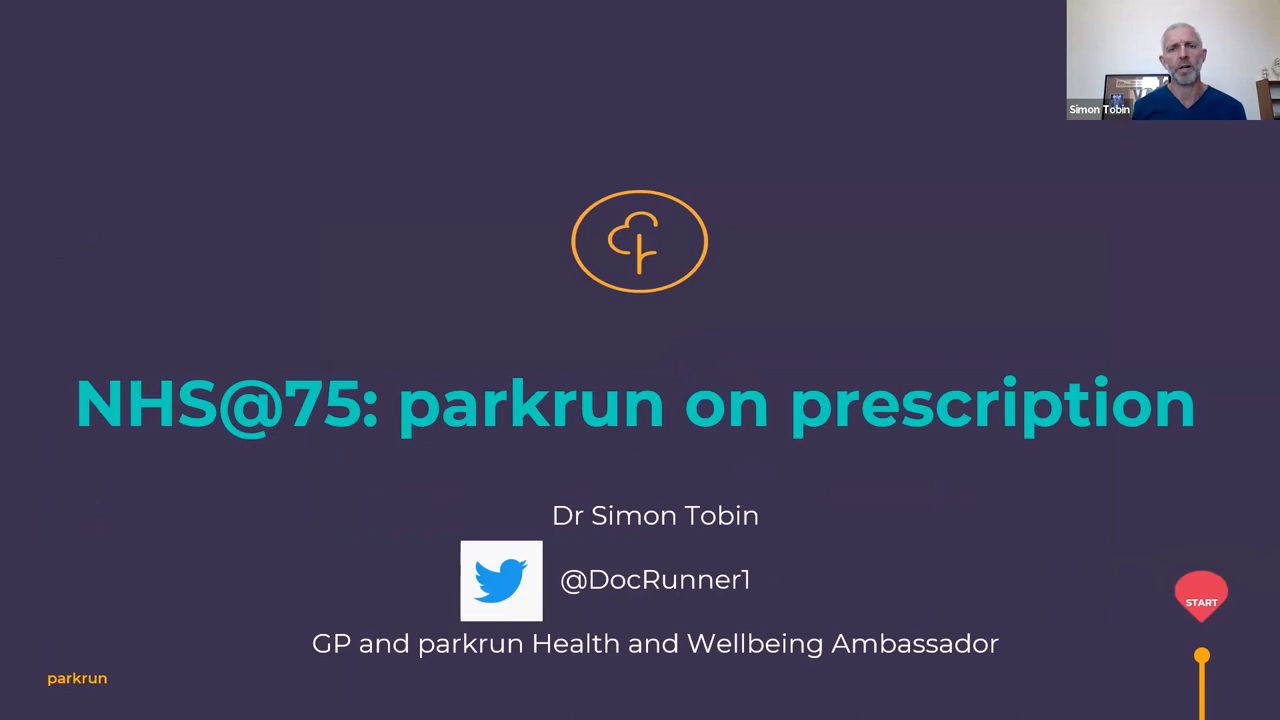 Simon Tobin
NHS@75: parkrun on prescription
Dr Simon Tobin
@DocRunner1
GP and parkrun Health and Wellbeing Ambassador
START
parkrun